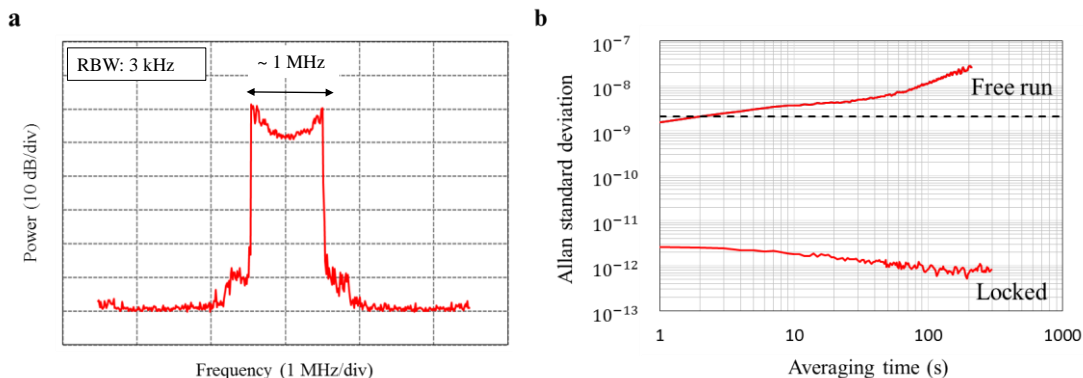 a
RBW: 3 kHz
~ 1 MHz
Power (10 dB/div)
Frequency (1 MHz/div)
b
10⁻⁷
10⁻⁸
10⁻⁹
10⁻¹⁰
10⁻¹¹
10⁻¹²
10⁻¹³
Allan standard deviation
Free run
Locked
1 10 100 1000
Averaging time (s)